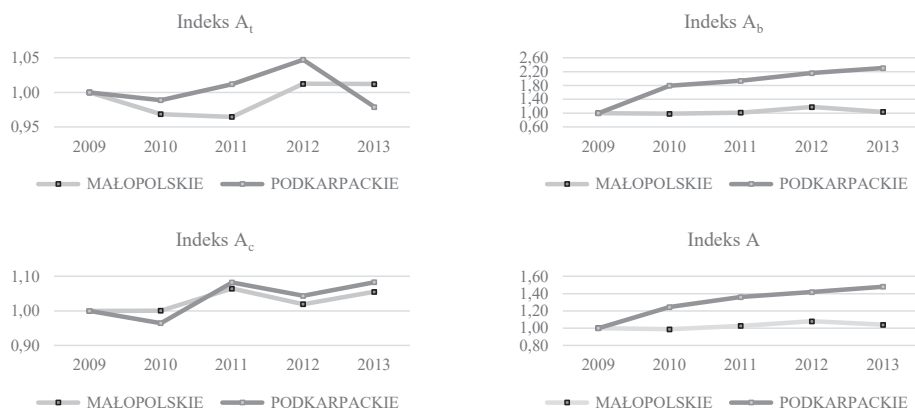 Indeks Aₜ
1,05
1,00
0,95
2009 2010 2011 2012 2013
MAŁOPOLSKIE PODKARPACKIE
Indeks A_b
2,60
2,20
1,80
1,40
1,00
0,60
2009 2010 2011 2012 2013
MAŁOPOLSKIE PODKARPACKIE
Indeks A_c
1,10
1,00
0,90
2009 2010 2011 2012 2013
MAŁOPOLSKIE PODKARPACKIE
Indeks A
1,60
1,40
1,20
1,00
0,80
2009 2010 2011 2012 2013
MAŁOPOLSKIE PODKARPACKIE